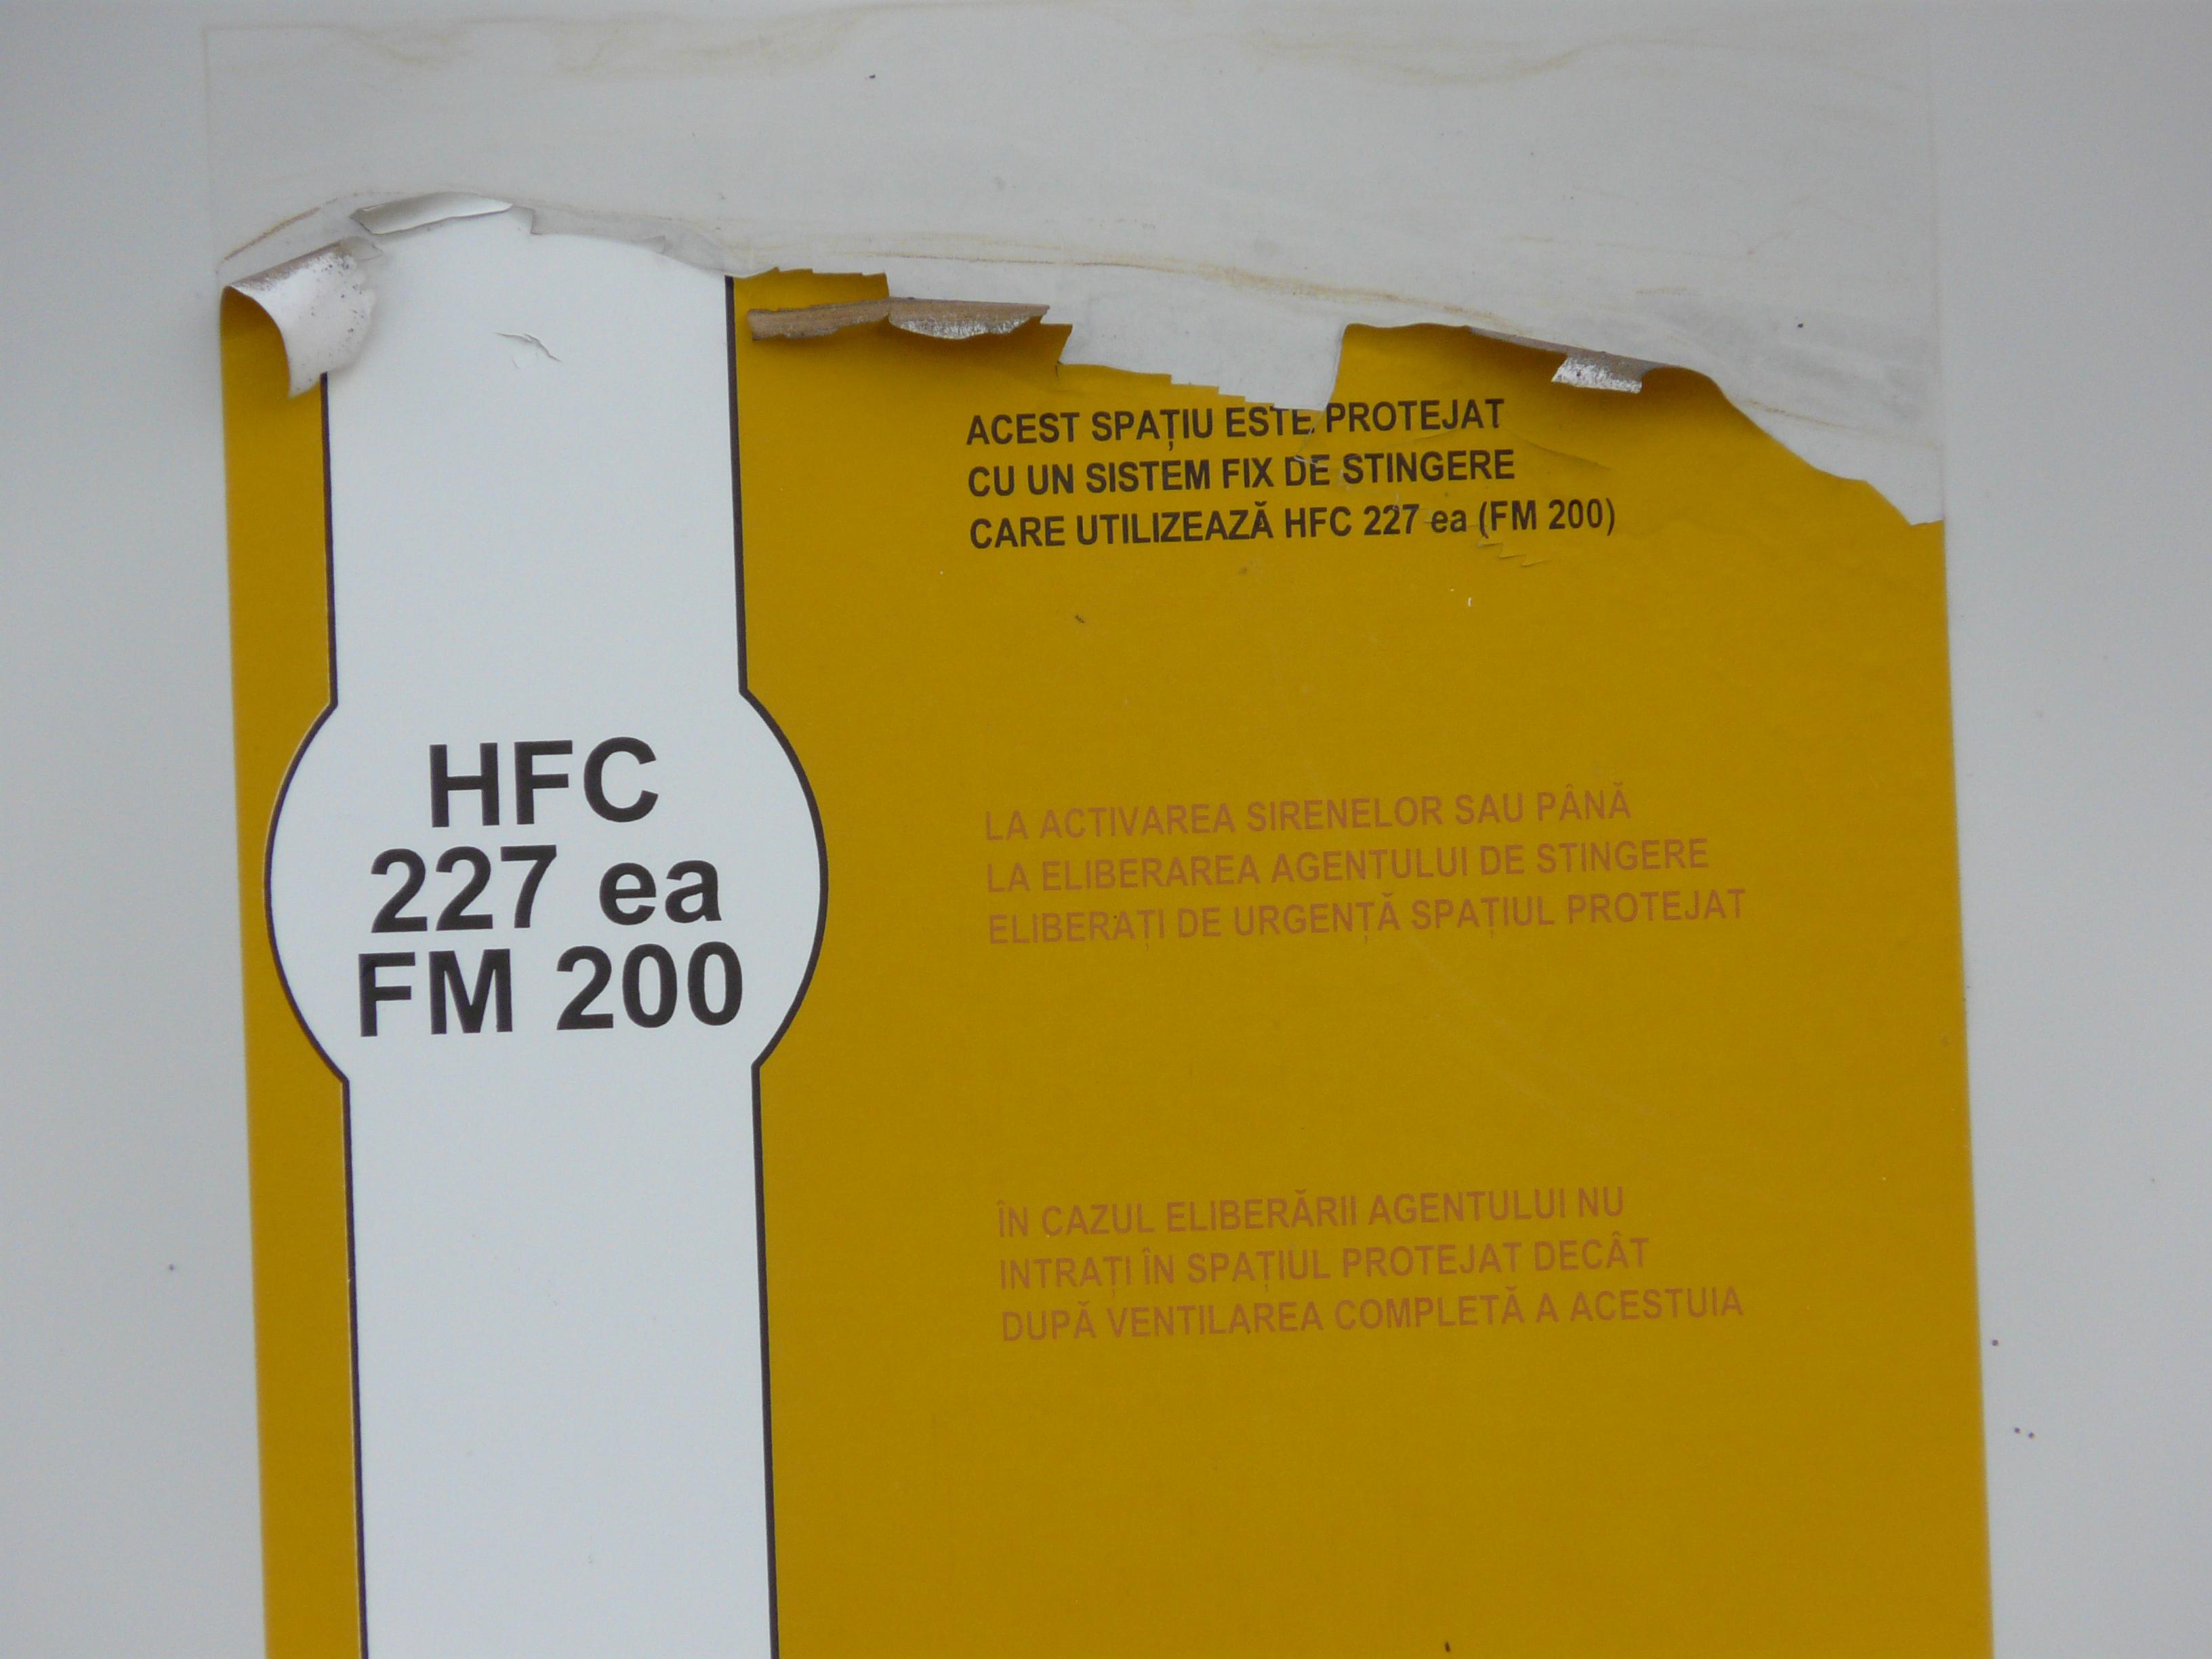 HFC
227 ea
FM 200
ACEST SPAȚIU ESTE PROTEJAT
CU UN SISTEM FIX DE STINGERE
CARE UTILIZEAZĂ HFC 227 ea (FM 200)
LA ACTIVAREA SIRENELOR SAU PÂNĂ
LA ELIBERAREA AGENTULUI DE STINGERE
ELIBERAȚI DE URGENȚĂ SPAȚIUL PROTEJAT
ÎN CAZUL ELIBERĂRII AGENTULUI NU
INTRAȚI ÎN SPAȚIUL PROTEJAT DECÂT
DUPĂ VENTILAREA COMPLETĂ A ACESTUIA